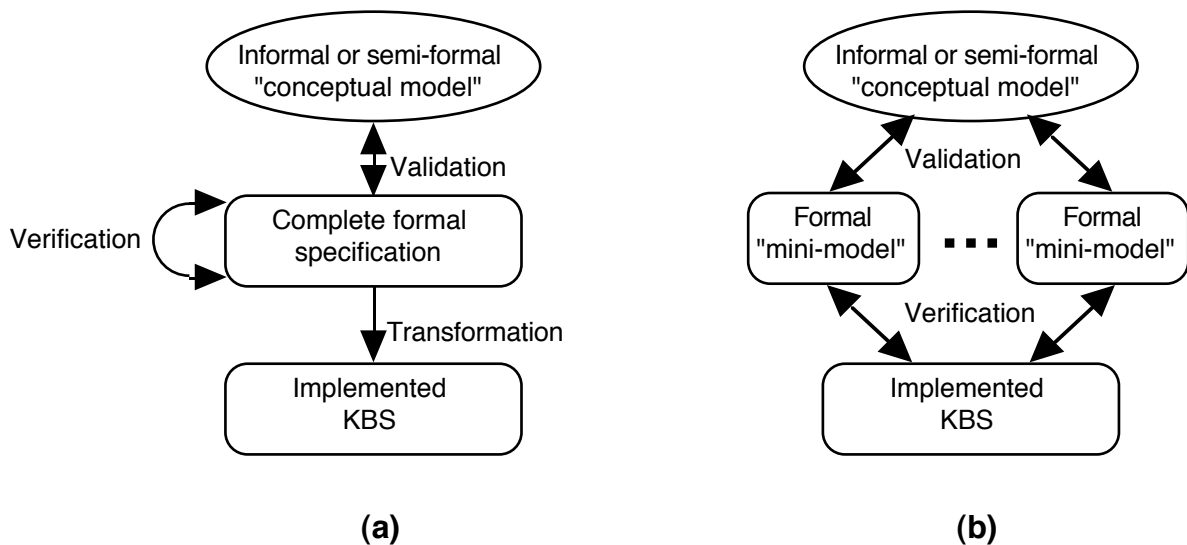 Informal or semi-formal
"conceptual model"
Validation
Verification
Complete formal
specification
Transformation
Implemented
KBS
(a)
Informal or semi-formal
"conceptual model"
Validation
Formal
"mini-model"
Formal
"mini-model"
Verification
Implemented
KBS
(b)